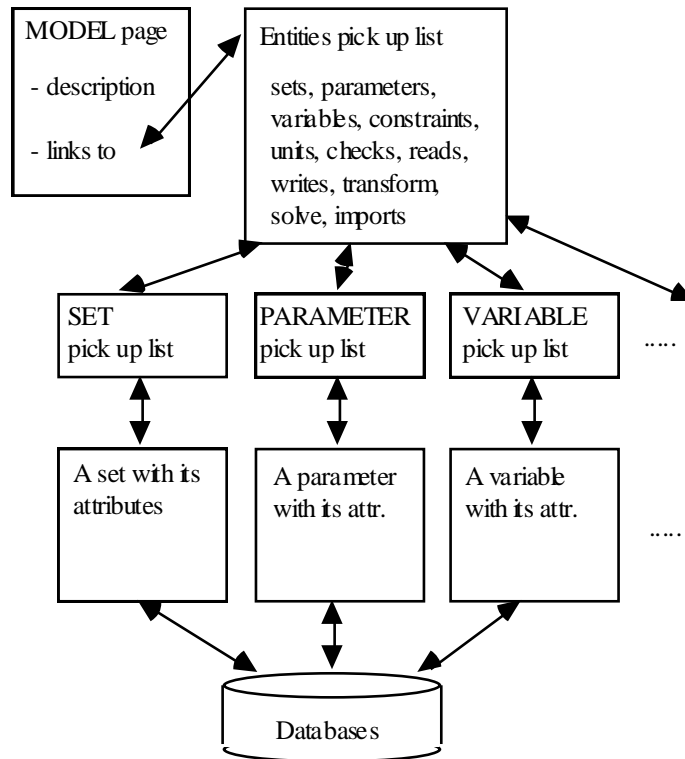 MODEL page
- description
- links to
Entities pick up list
sets, parameters,
variables, constraints,
units, checks, reads,
writes, transform,
solve, imports
SET
pick up list
PARAMETER
pick up list
VARIABLE
pick up list
.....
A set with its
attributes
A parameter
with its attr.
A variable
with its attr.
.....
Databases